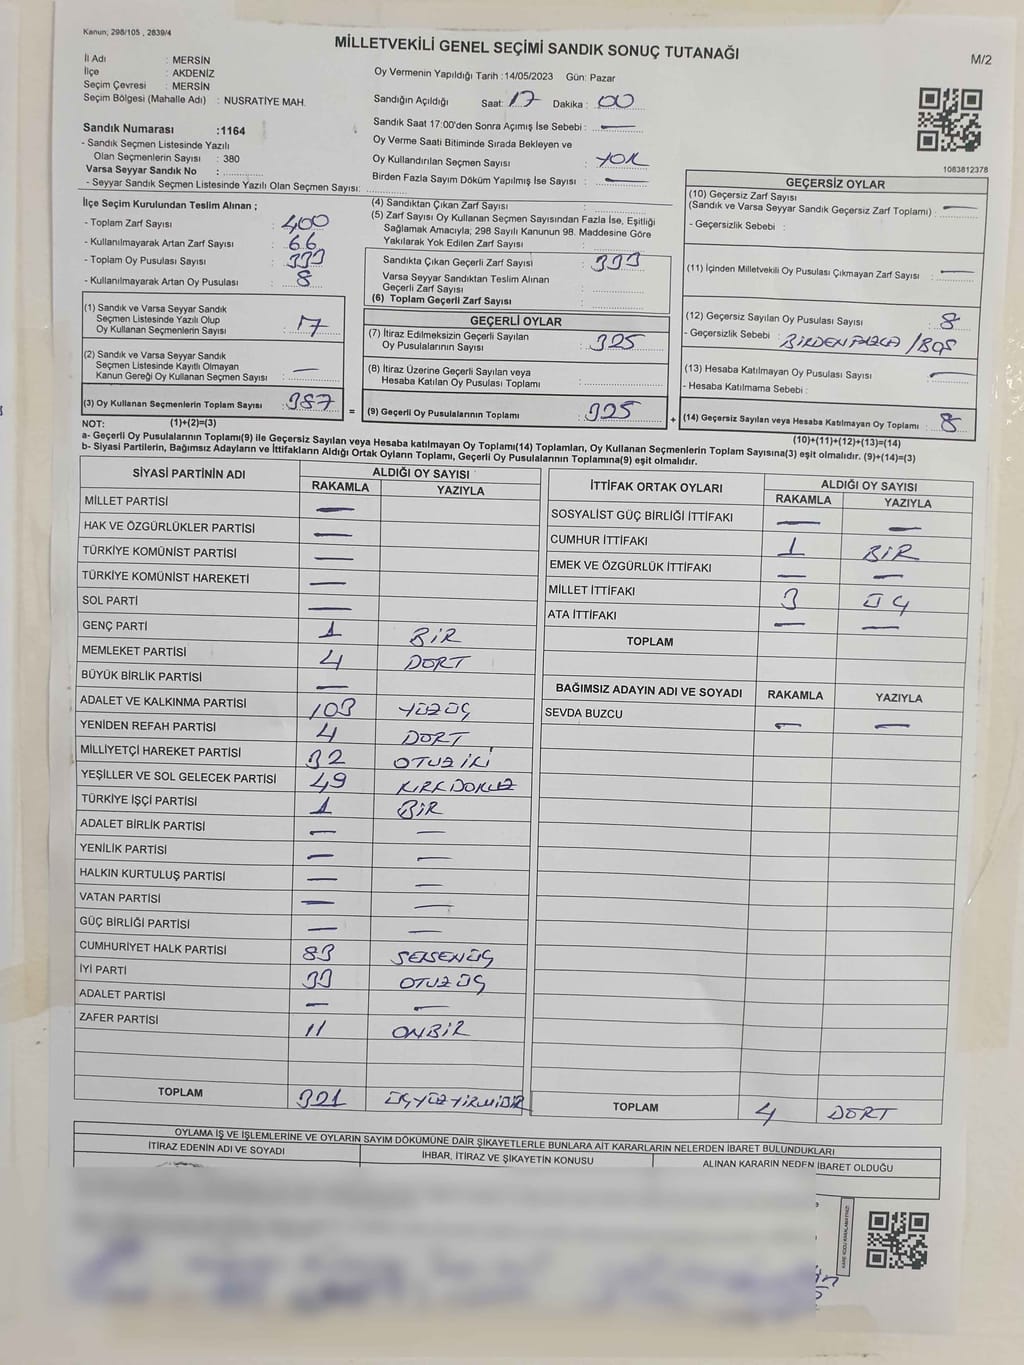 Kanun, 298/105 , 2839/4
MİLLETVEKİLİ GENEL SEÇİMİ SANDIK SONUÇ TUTANAĞI
M/2
İl Adı : MERSİN
İlçe : AKDENİZ
Seçim Çevresi : MERSİN
Seçim Bölgesi (Mahalle Adı) : NUSRATİYE MAH.
Sandık Numarası :1164
- Sandık Seçmen Listesinde Yazılı
Olan Seçmenlerin Sayısı : 380
Varsa Seyyar Sandık No :
- Seyyar Sandık Seçmen Listesinde Yazılı Olan Seçmen Sayısı:
Oy Vermenin Yapıldığı Tarih :14/05/2023 Gün: Pazar
Sandığın Açıldığı Saat: 17 Dakika : 00
Sandık Saat 17:00'den Sonra Açımış İse Sebebi : —
Oy Verme Saati Bitiminde Sırada Bekleyen ve
Oy Kullandırılan Seçmen Sayısı : YOK
Birden Fazla Sayım Döküm Yapılmış İse Sayısı : —
1083812378
İlçe Seçim Kurulundan Teslim Alınan ;
- Toplam Zarf Sayısı : 400
- Kullanılmayarak Artan Zarf Sayısı : 66
- Toplam Oy Pusulası Sayısı : 333
- Kullanılmayarak Artan Oy Pusulası : 8
(1) Sandık ve Varsa Seyyar Sandık
Seçmen Listesinde Yazılı Olup
Oy Kullanan Seçmenlerin Sayısı : 17
(2) Sandık ve Varsa Seyyar Sandık
Seçmen Listesinde Kayıtlı Olmayan
Kanun Gereği Oy Kullanan Seçmen Sayısı : —
(3) Oy Kullanan Seçmenlerin Toplam Sayısı : 387
(1)+(2)=(3)
(4) Sandıktan Çıkan Zarf Sayısı :
(5) Zarf Sayısı Oy Kullanan Seçmen Sayısından Fazla İse, Eşitliği
Sağlamak Amacıyla; 298 Sayılı Kanunun 98. Maddesine Göre
Yakılarak Yok Edilen Zarf Sayısı :
Sandıkta Çıkan Geçerli Zarf Sayısı : 333
Varsa Seyyar Sandıktan Teslim Alınan
Geçerli Zarf Sayısı :
(6) Toplam Geçerli Zarf Sayısı :
GEÇERLİ OYLAR
(7) İtiraz Edilmeksizin Geçerli Sayılan
Oy Pusulalarının Sayısı : 325
(8) İtiraz Üzerine Geçerli Sayılan veya
Hesaba Katılan Oy Pusulası Toplamı :
= (9) Geçerli Oy Pusulalarının Toplamı : 325
GEÇERSİZ OYLAR
(10) Geçersiz Zarf Sayısı
(Sandık ve Varsa Seyyar Sandık Geçersiz Zarf Toplamı) : —
- Geçersizlik Sebebi :
(11) İçinden Milletvekili Oy Pusulası Çıkmayan Zarf Sayısı : —
(12) Geçersiz Sayılan Oy Pusulası Sayısı : 8
- Geçersizlik Sebebi : BİRDEN FAZLA /BOŞ
(13) Hesaba Katılmayan Oy Pusulası Sayısı : —
- Hesaba Katılmama Sebebi :
+ (14) Geçersiz Sayılan veya Hesaba Katılmayan Oy Toplamı : 8
(10)+(11)+(12)+(13)=(14)
NOT:
a- Geçerli Oy Pusulalarının Toplamı(9) ile Geçersiz Sayılan veya Hesaba katılmayan Oy Toplamı(14) Toplamları, Oy Kullanan Seçmenlerin Toplam Sayısına(3) eşit olmalıdır. (9)+(14)=(3)
b- Siyasi Partilerin, Bağımsız Adayların ve İttifakların Aldığı Ortak Oyların Toplamı, Geçerli Oy Pusulalarının Toplamına(9) eşit olmalıdır.
SİYASİ PARTİNİN ADI ALDIĞI OY SAYISI
RAKAMLA YAZIYLA
MİLLET PARTİSİ —
HAK VE ÖZGÜRLÜKLER PARTİSİ —
TÜRKİYE KOMÜNİST PARTİSİ —
TÜRKİYE KOMÜNİST HAREKETİ —
SOL PARTİ —
GENÇ PARTİ 1 BİR
MEMLEKET PARTİSİ 4 DÖRT
BÜYÜK BİRLİK PARTİSİ —
ADALET VE KALKINMA PARTİSİ 103 YÜZÜÇ
YENİDEN REFAH PARTİSİ 4 DÖRT
MİLLİYETÇİ HAREKET PARTİSİ 32 OTUZ İKİ
YEŞİLLER VE SOL GELECEK PARTİSİ 49 KIRK DOKUZ
TÜRKİYE İŞÇİ PARTİSİ 1 BİR
ADALET BİRLİK PARTİSİ — —
YENİLİK PARTİSİ — —
HALKIN KURTULUŞ PARTİSİ — —
VATAN PARTİSİ — —
GÜÇ BİRLİĞİ PARTİSİ — —
CUMHURİYET HALK PARTİSİ 83 SEKSENÜÇ
İYİ PARTİ 33 OTUZ ÜÇ
ADALET PARTİSİ — —
ZAFER PARTİSİ 11 ONBİR
TOPLAM 321 ÜÇYÜZYİRMİBİR
İTTİFAK ORTAK OYLARI ALDIĞI OY SAYISI
RAKAMLA YAZIYLA
SOSYALİST GÜÇ BİRLİĞİ İTTİFAKI — —
CUMHUR İTTİFAKI 1 BİR
EMEK VE ÖZGÜRLÜK İTTİFAKI — —
MİLLET İTTİFAKI 3 ÜÇ
ATA İTTİFAKI — —
TOPLAM
BAĞIMSIZ ADAYIN ADI VE SOYADI RAKAMLA YAZIYLA
SEVDA BUZCU — —
TOPLAM 4 DÖRT
OYLAMA İŞ VE İŞLEMLERİNE VE OYLARIN SAYIM DÖKÜMÜNE DAİR ŞİKAYETLERLE BUNLARA AİT KARARLARIN NELERDEN İBARET BULUNDUKLARI
İTİRAZ EDENİN ADI VE SOYADI İHBAR, İTİRAZ VE ŞİKAYETİN KONUSU ALINAN KARARIN NEDEN İBARET OLDUĞU